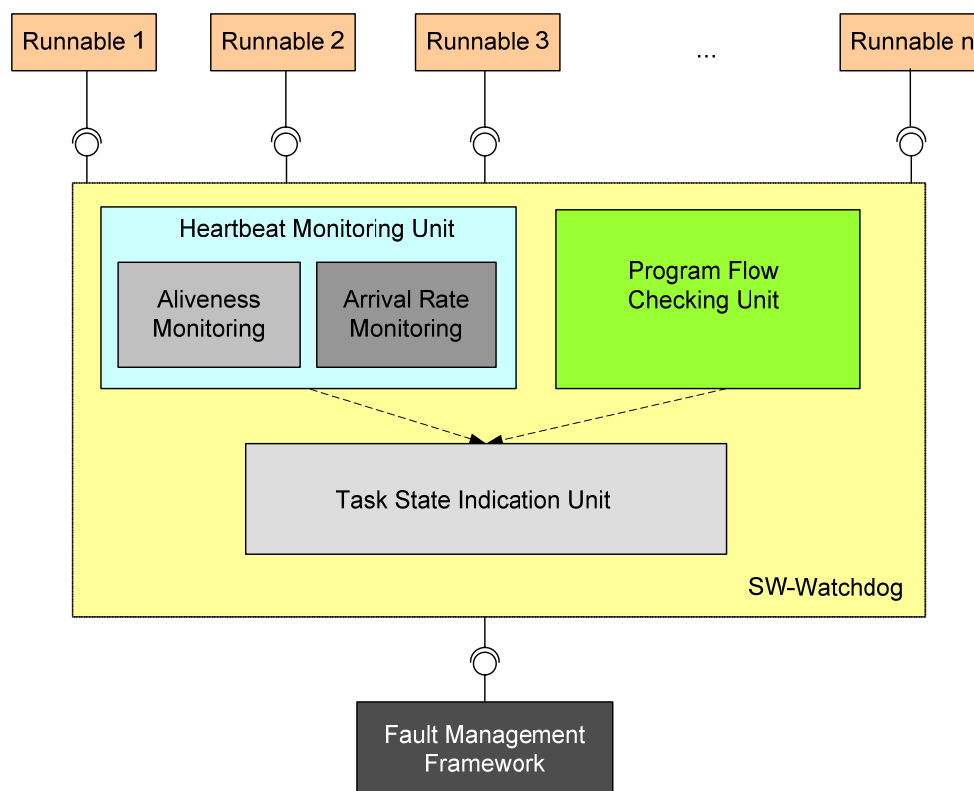 Runnable 1
Runnable 2
Runnable 3
...
Runnable n
Heartbeat Monitoring Unit
Aliveness
Monitoring
Arrival Rate
Monitoring
Program Flow
Checking Unit
Task State Indication Unit
SW-Watchdog
Fault Management
Framework